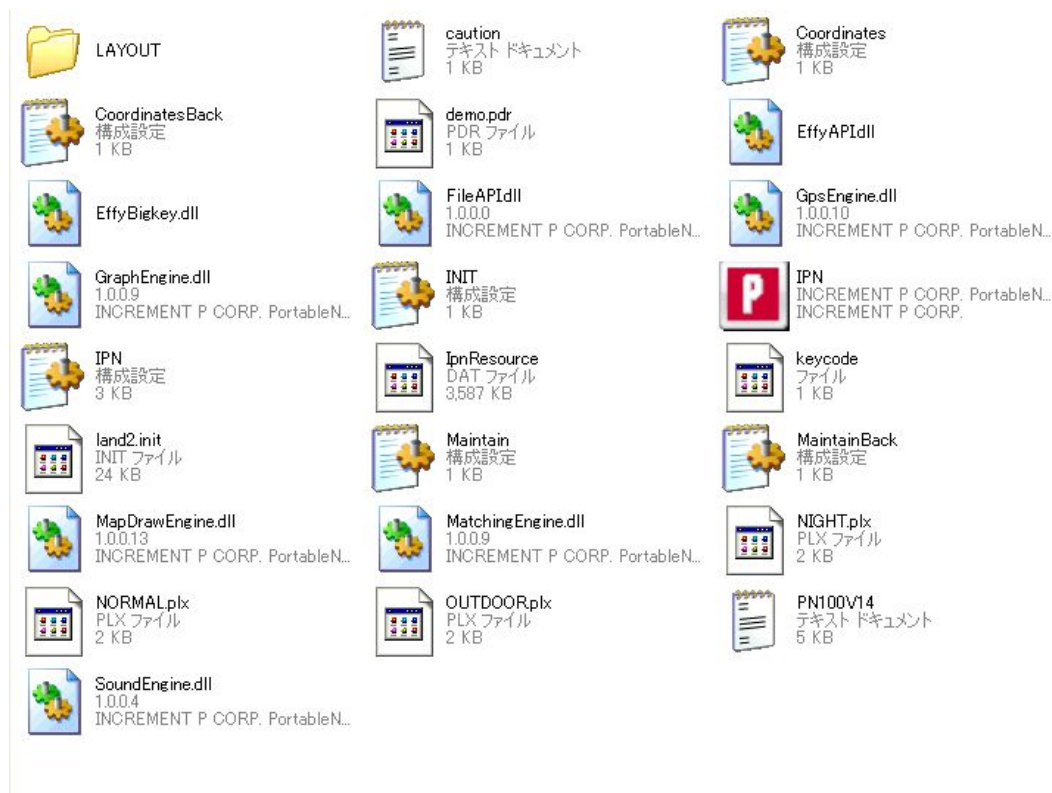 LAYOUT
caution
テキスト ドキュメント
1 KB
Coordinates
構成設定
1 KB
CoordinatesBack
構成設定
1 KB
demo.pdr
PDR ファイル
1 KB
EffyAPI.dll
EffyBigkey.dll
FileAPI.dll
1.0.0.0
INCREMENT P CORP. PortableN...
GpsEngine.dll
1.0.0.10
INCREMENT P CORP. PortableN...
GraphEngine.dll
1.0.0.9
INCREMENT P CORP. PortableN...
INIT
構成設定
1 KB
P
IPN
INCREMENT P CORP. PortableN...
INCREMENT P CORP.
IPN
構成設定
3 KB
IpnResource
DAT ファイル
3,587 KB
keycode
ファイル
1 KB
land2.init
INIT ファイル
24 KB
Maintain
構成設定
1 KB
MaintainBack
構成設定
1 KB
MapDrawEngine.dll
1.0.0.13
INCREMENT P CORP. PortableN...
MatchingEngine.dll
1.0.0.9
INCREMENT P CORP. PortableN...
NIGHT.plx
PLX ファイル
2 KB
NORMAL.plx
PLX ファイル
2 KB
OUTDOOR.plx
PLX ファイル
2 KB
PN100V14
テキスト ドキュメント
5 KB
SoundEngine.dll
1.0.0.4
INCREMENT P CORP. PortableN...